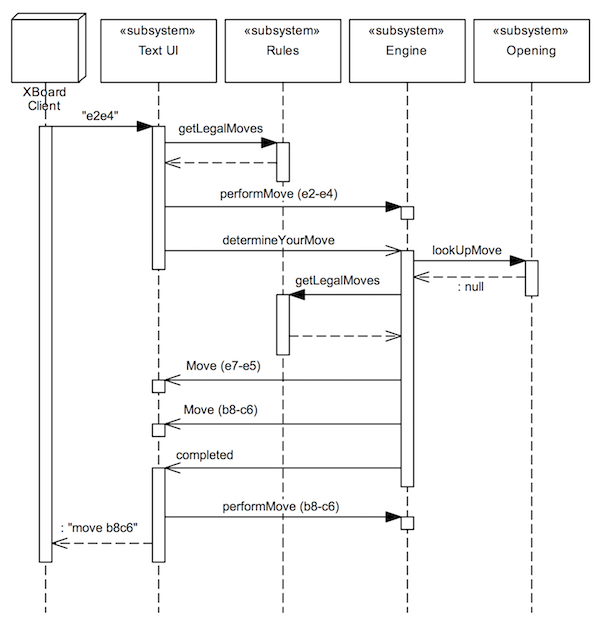 «subsystem» «subsystem» «subsystem» «subsystem»
Text UI Rules Engine Opening
XBoard
Client
"e2e4"
getLegalMoves
performMove (e2-e4)
determineYourMove
lookUpMove
: null
getLegalMoves
Move (e7-e5)
Move (b8-c6)
completed
performMove (b8-c6)
: "move b8c6"